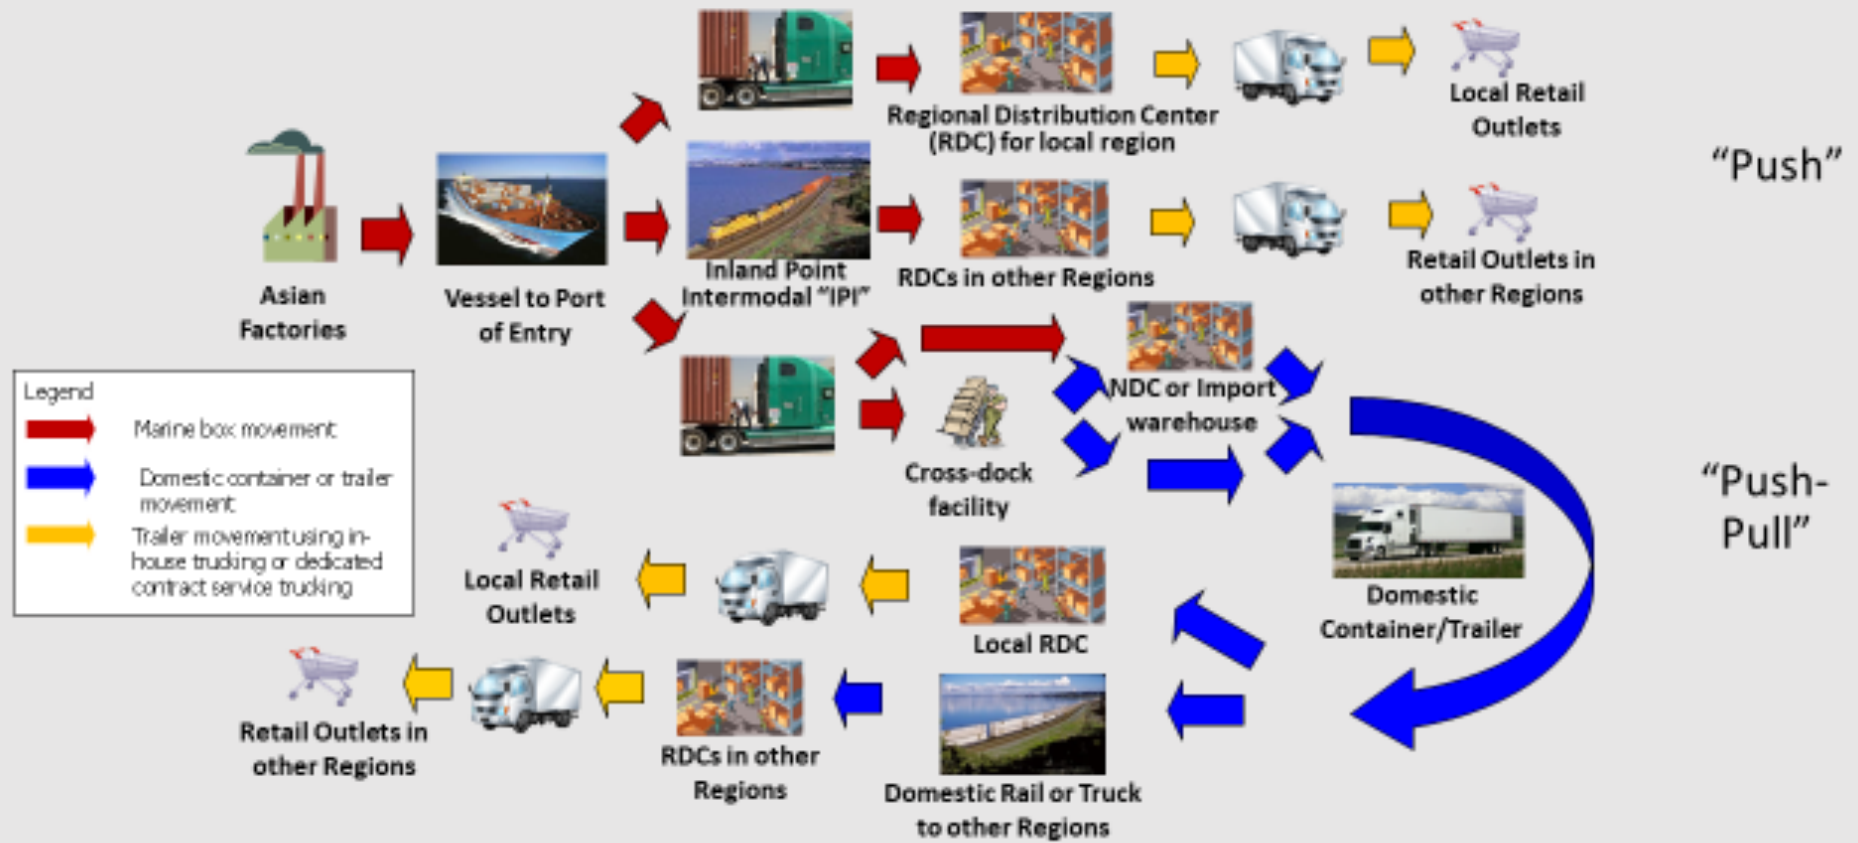 Regional Distribution Center
(RDC) for local region
Local Retail
Outlets
"Push"
Asian
Factories
Vessel to Port
of Entry
Inland Point
Intermodal "IPI"
RDCs in other Regions
Retail Outlets in
other Regions
NDC or Import
warehouse
Cross-dock
facility
"Push-
Pull"
Legend
Marine box movement
Domestic container or trailer
movement
Trailer movement using in-
house trucking or dedicated
contract service trucking
Domestic
Container/Trailer
Local Retail
Outlets
Local RDC
Retail Outlets in
other Regions
RDCs in other
Regions
Domestic Rail or Truck
to other Regions